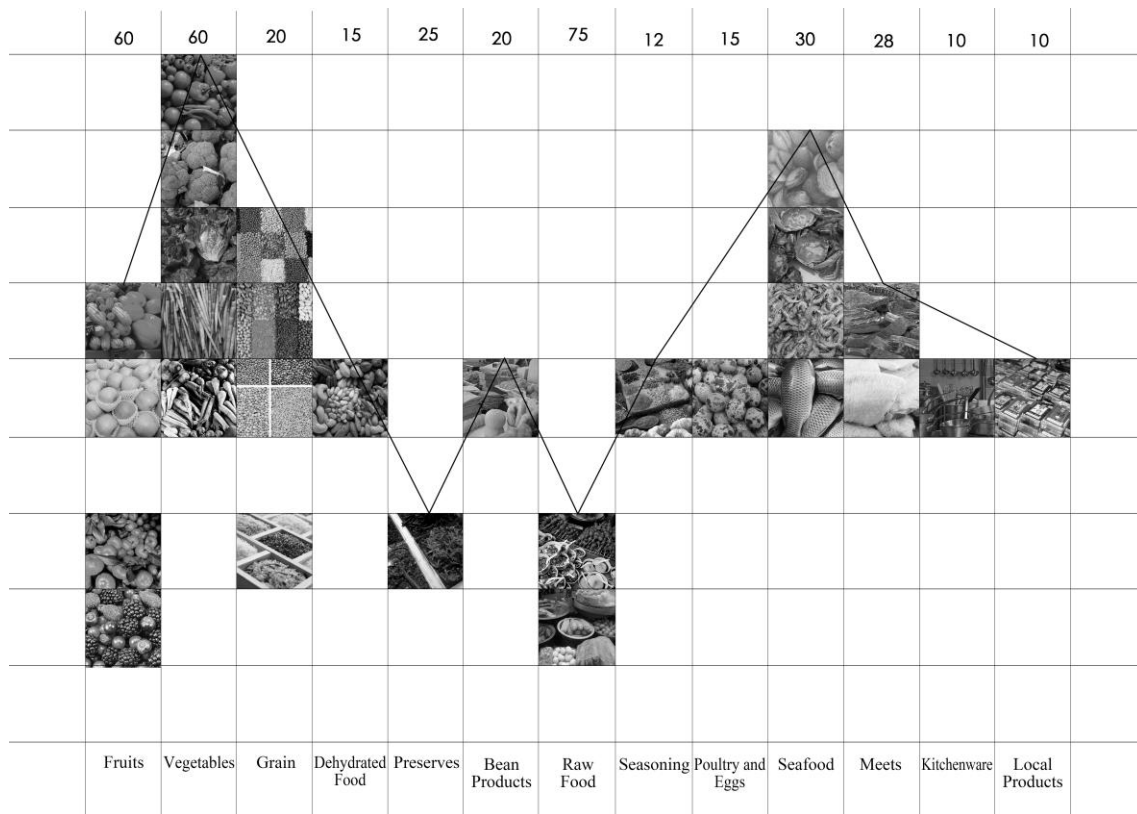 60 60 20 15 25 20 75 12 15 30 28 10 10
Fruits Vegetables Grain Dehydrated Preserves Bean Raw Seasoning Poultry and Seafood Meets Kitchenware Local
Food Products Food Eggs Products